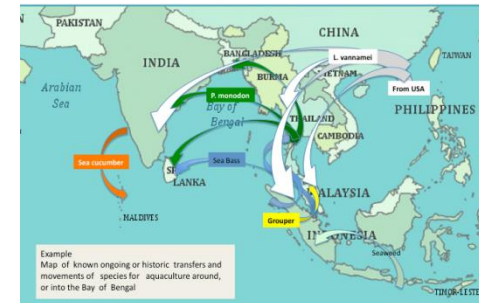 PAKISTAN
CHINA
BANGLADESH
L. vannamei
TAIWAN
INDIA
BURMA
VIETNAM
From USA
Arabian
Sea
P. monodon
Bay of
Bengal
THAILAND
PHILIPPINES
CAMBODIA
Sea cucumber
Sea Bass
SRI
LANKA
MALAYSIA
MALDIVES
Grouper
INDONESIA
Seaweed
Example
Map of known ongoing or historic transfers and
movements of species for aquaculture around,
or into the Bay of Bengal
TIMOR-LESTE